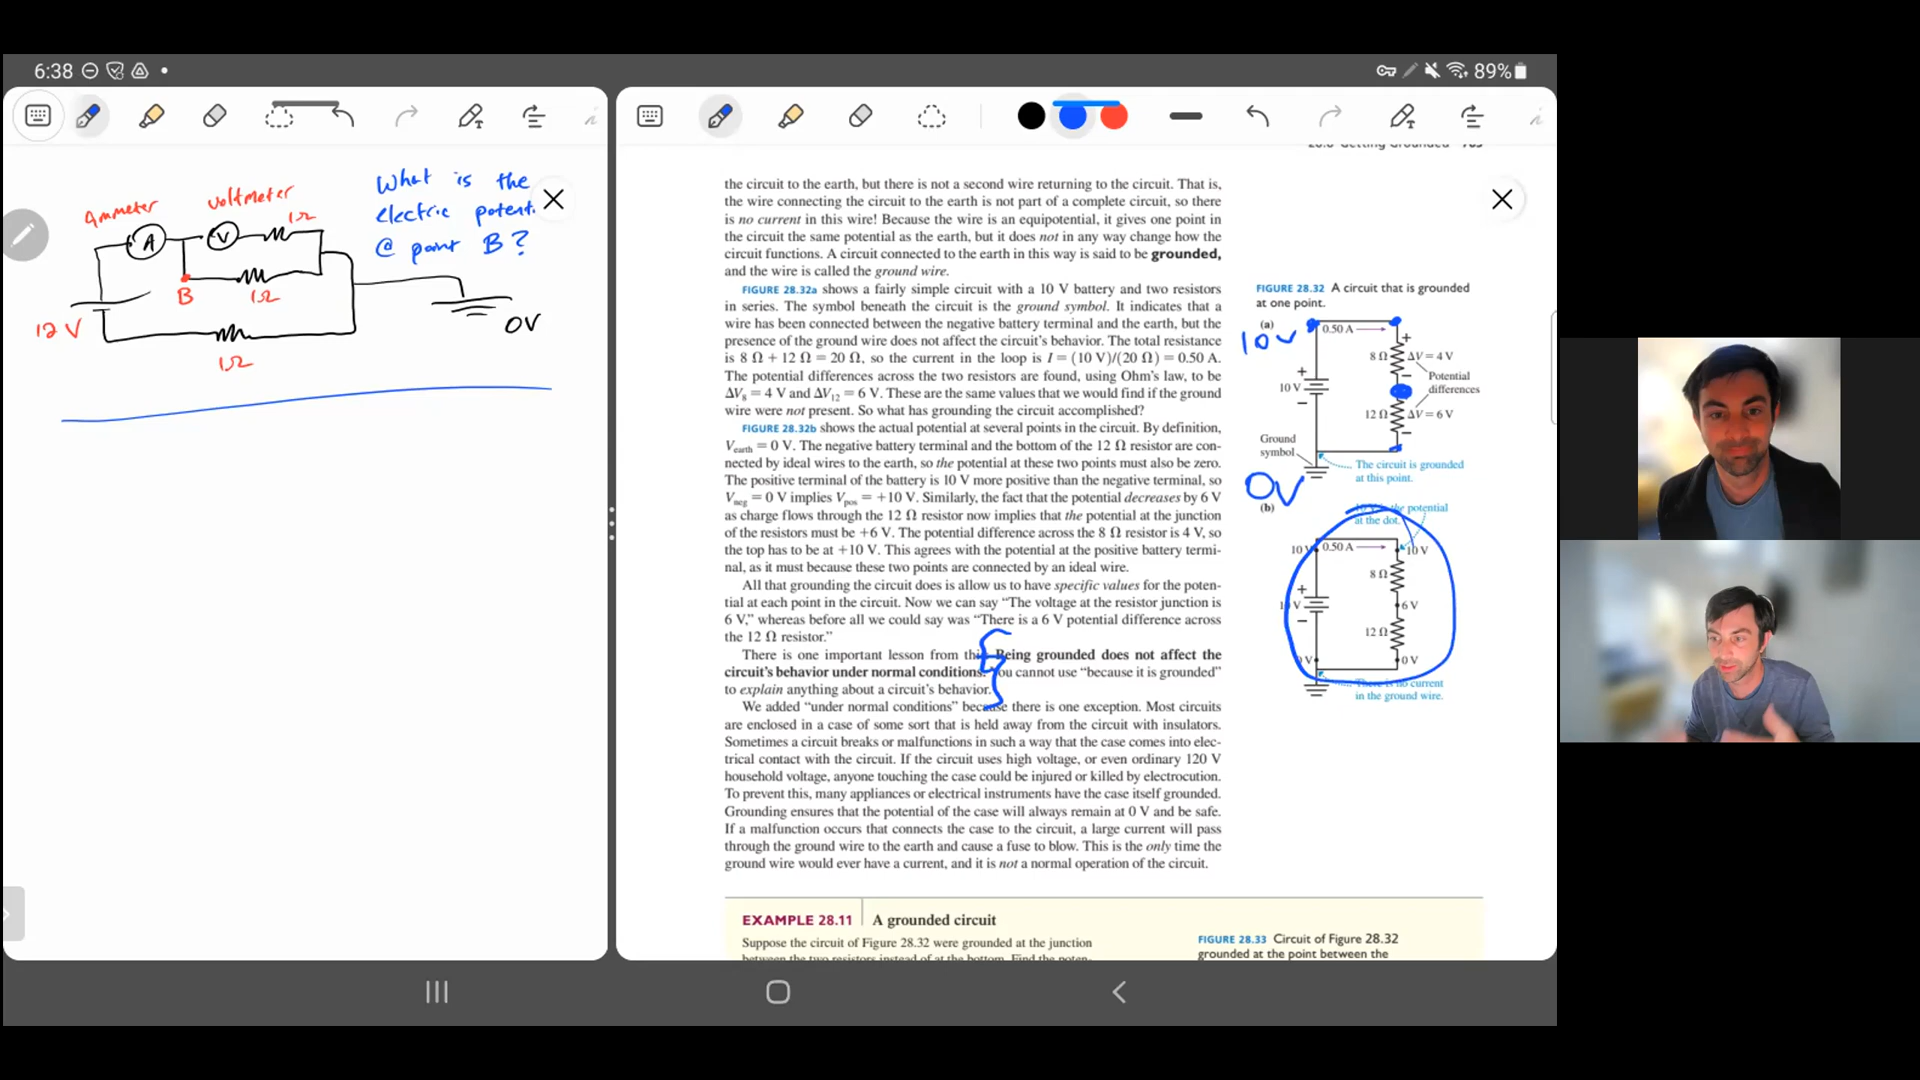 6:38
89%
What is the
electric potent.
@ point B?
Ammeter
voltmeter
1Ω
A
V
B
1Ω
12 V
0V
1Ω
the circuit to the earth, but there is not a second wire returning to the circuit. That is,
the wire connecting the circuit to the earth is not part of a complete circuit, so there
is no current in this wire! Because the wire is an equipotential, it gives one point in
the circuit the same potential as the earth, but it does not in any way change how the
circuit functions. A circuit connected to the earth in this way is said to be grounded,
and the wire is called the ground wire.
FIGURE 28.32a shows a fairly simple circuit with a 10 V battery and two resistors
in series. The symbol beneath the circuit is the ground symbol. It indicates that a
wire has been connected between the negative battery terminal and the earth, but the
presence of the ground wire does not affect the circuit's behavior. The total resistance
is 8 Ω + 12 Ω = 20 Ω, so the current in the loop is I = (10 V)/(20 Ω) = 0.50 A.
The potential differences across the two resistors are found, using Ohm's law, to be
ΔV₈ = 4 V and ΔV₁₂ = 6 V. These are the same values that we would find if the ground
wire were not present. So what has grounding the circuit accomplished?
FIGURE 28.32b shows the actual potential at several points in the circuit. By definition,
Vearth = 0 V. The negative battery terminal and the bottom of the 12 Ω resistor are con-
nected by ideal wires to the earth, so the potential at these two points must also be zero.
The positive terminal of the battery is 10 V more positive than the negative terminal, so
Vneg = 0 V implies Vpos = +10 V. Similarly, the fact that the potential decreases by 6 V
as charge flows through the 12 Ω resistor now implies that the potential at the junction
of the resistors must be +6 V. The potential difference across the 8 Ω resistor is 4 V, so
the top has to be at +10 V. This agrees with the potential at the positive battery termi-
nal, as it must because these two points are connected by an ideal wire.
All that grounding the circuit does is allow us to have specific values for the poten-
tial at each point in the circuit. Now we can say "The voltage at the resistor junction is
6 V," whereas before all we could say was "There is a 6 V potential difference across
the 12 Ω resistor."
There is one important lesson from this: Being grounded does not affect the
circuit's behavior under normal conditions. You cannot use "because it is grounded"
to explain anything about a circuit's behavior.
We added "under normal conditions" because there is one exception. Most circuits
are enclosed in a case of some sort that is held away from the circuit with insulators.
Sometimes a circuit breaks or malfunctions in such a way that the case comes into elec-
trical contact with the circuit. If the circuit uses high voltage, or even ordinary 120 V
household voltage, anyone touching the case could be injured or killed by electrocution.
To prevent this, many appliances or electrical instruments have the case itself grounded.
Grounding ensures that the potential of the case will always remain at 0 V and be safe.
If a malfunction occurs that connects the case to the circuit, a large current will pass
through the ground wire to the earth and cause a fuse to blow. This is the only time the
ground wire would ever have a current, and it is not a normal operation of the circuit.
FIGURE 28.32 A circuit that is grounded
at one point.
(a)
10V
0.50 A
+
8 Ω
ΔV = 4 V
−
Potential
differences
+
10 V
−
12 Ω
ΔV = 6 V
−
Ground
symbol
The circuit is grounded
at this point.
0V
(b)
the potential
at the dot.
10 V
0.50 A
10 V
8 Ω
+
V
−
6 V
12 Ω
V
0 V
current
in the ground wire.
EXAMPLE 28.11 A grounded circuit
Suppose the circuit of Figure 28.32 were grounded at the junction
between the two resistors instead of at the bottom. Find the poten-
FIGURE 28.33 Circuit of Figure 28.32
grounded at the point between the